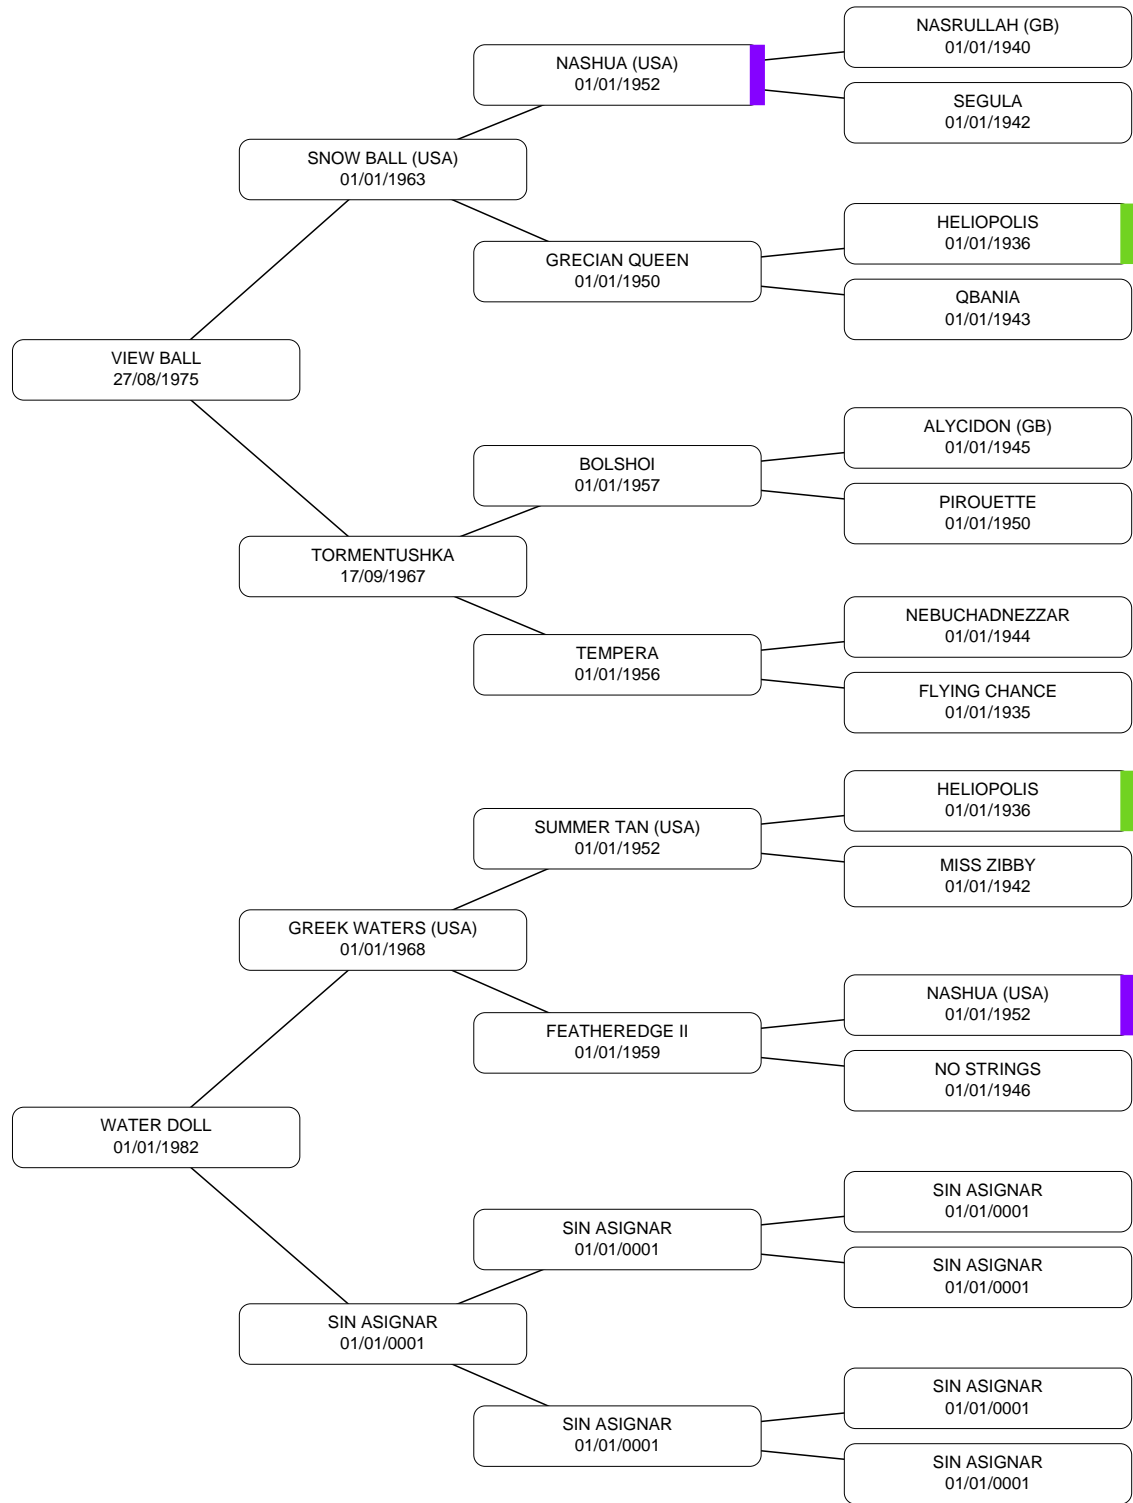 NASRULLAH (GB)
01/01/1940
NASHUA (USA)
01/01/1952
SEGULA
01/01/1942
SNOW BALL (USA)
01/01/1963
HELIOPOLIS
01/01/1936
GRECIAN QUEEN
01/01/1950
QBANIA
01/01/1943
VIEW BALL
27/08/1975
ALYCIDON (GB)
01/01/1945
BOLSHOI
01/01/1957
PIROUETTE
01/01/1950
TORMENTUSHKA
17/09/1967
NEBUCHADNEZZAR
01/01/1944
TEMPERA
01/01/1956
FLYING CHANCE
01/01/1935
HELIOPOLIS
01/01/1936
SUMMER TAN (USA)
01/01/1952
MISS ZIBBY
01/01/1942
GREEK WATERS (USA)
01/01/1968
NASHUA (USA)
01/01/1952
FEATHEREDGE II
01/01/1959
NO STRINGS
01/01/1946
WATER DOLL
01/01/1982
SIN ASIGNAR
01/01/0001
SIN ASIGNAR
01/01/0001
SIN ASIGNAR
01/01/0001
SIN ASIGNAR
01/01/0001
SIN ASIGNAR
01/01/0001
SIN ASIGNAR
01/01/0001
SIN ASIGNAR
01/01/0001